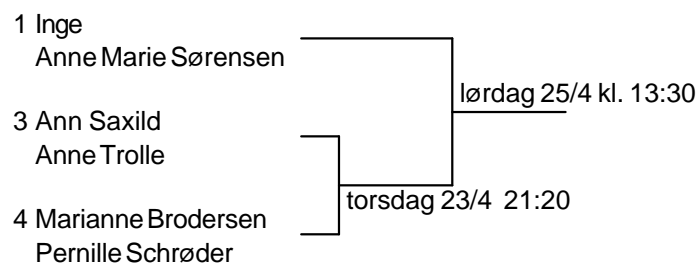 1 Inge
Anne Marie Sørensen
lørdag 25/4 kl. 13:30
3 Ann Saxild
Anne Trolle
torsdag 23/4 21:20
4 Marianne Brodersen
Pernille Schrøder